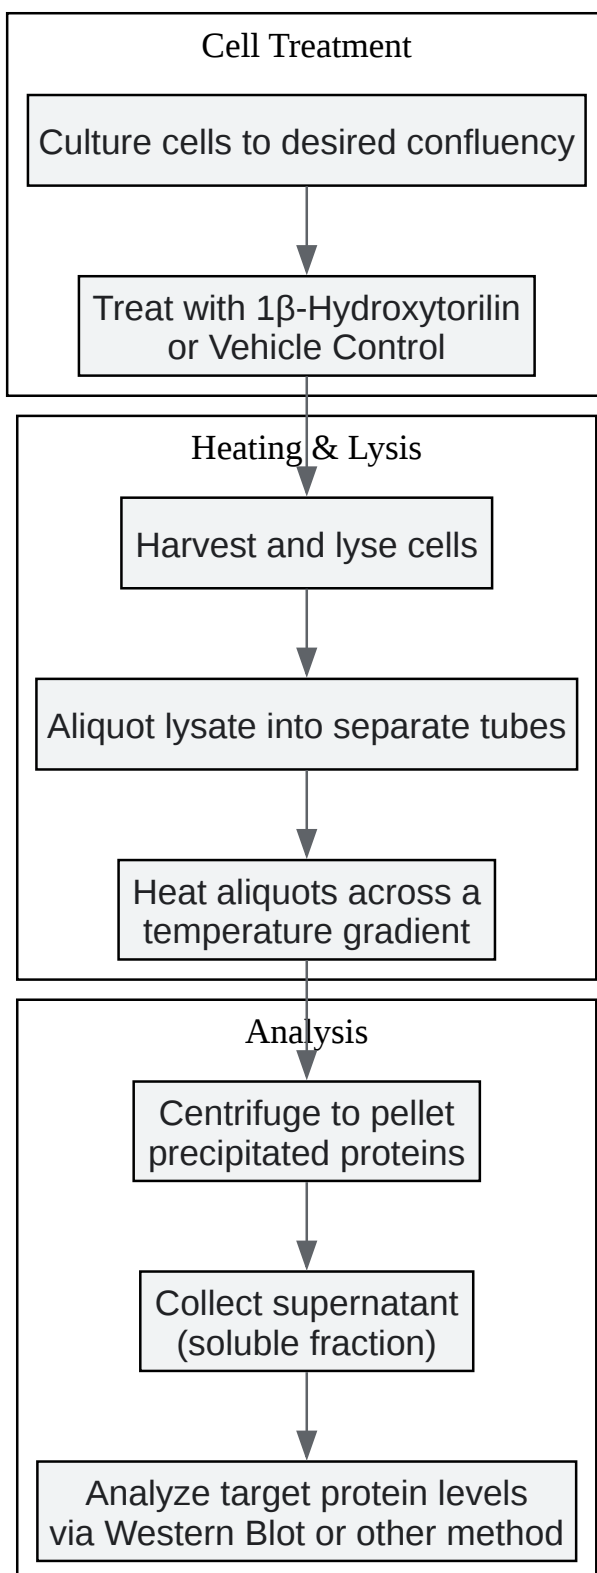 Cell Treatment
Culture cells to desired confluency
Treat with 1β-Hydroxytorilin
or Vehicle Control
Heating & Lysis
Harvest and lyse cells
Aliquot lysate into separate tubes
Heat aliquots across a
temperature gradient
Analysis
Centrifuge to pellet
precipitated proteins
Collect supernatant
(soluble fraction)
Analyze target protein levels
via Western Blot or other method